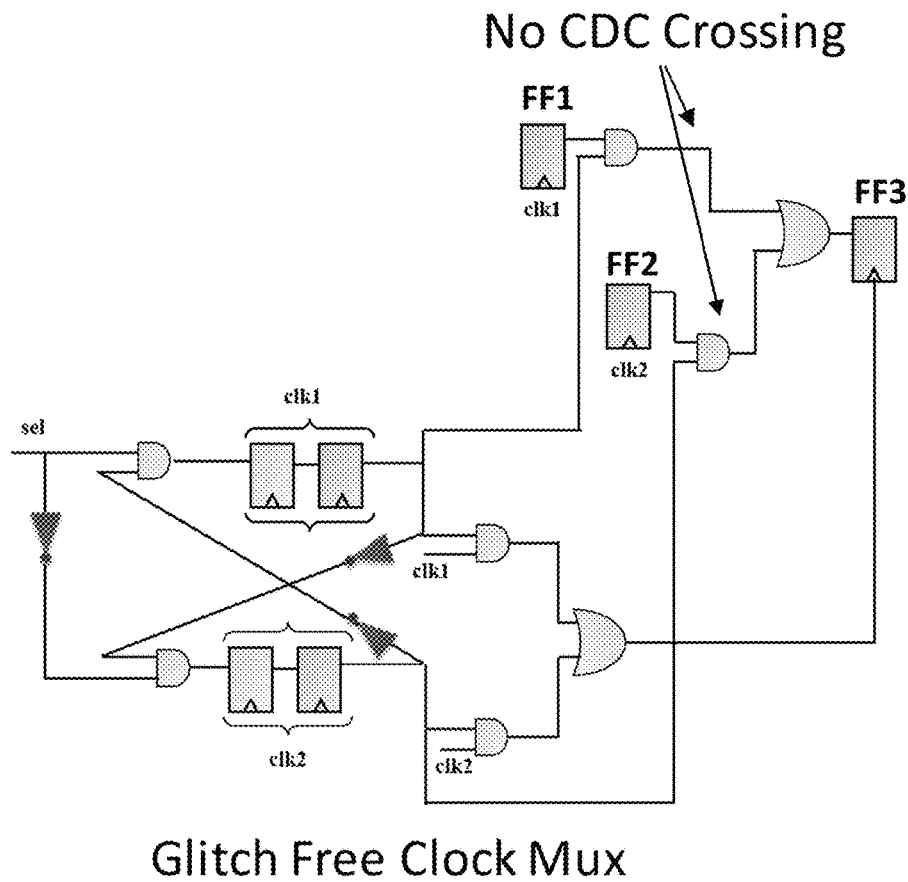 No CDC Crossing
FF1
clk1
FF3
FF2
clk2
clk1
sel
clk1
clk2
clk2
Glitch Free Clock Mux